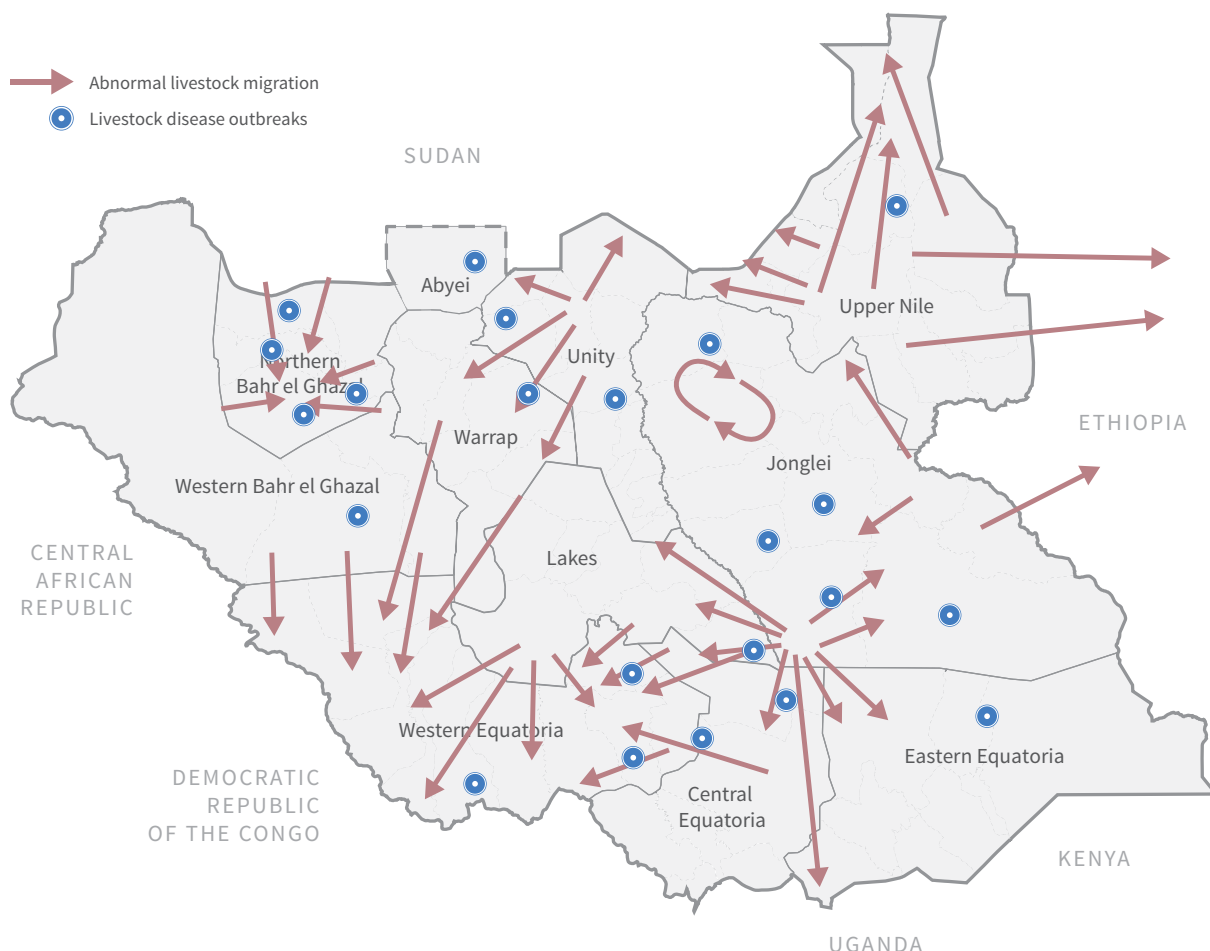 Abnormal livestock migration
Livestock disease outbreaks
SUDAN
Abyei
Upper Nile
Northern
Bahr el Ghazal
Unity
ETHIOPIA
Warrap
Jonglei
Western Bahr el Ghazal
CENTRAL
AFRICAN
REPUBLIC
Lakes
Western Equatoria
Eastern Equatoria
DEMOCRATIC
REPUBLIC
OF THE CONGO
Central
Equatoria
KENYA
UGANDA